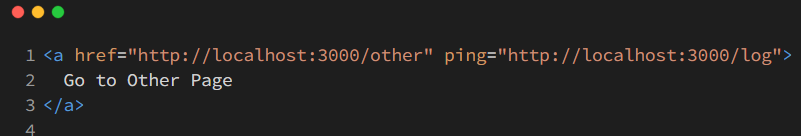 1 <a href="http://localhost:3000/other" ping="http://localhost:3000/log">
2   Go to Other Page
3 </a>
4